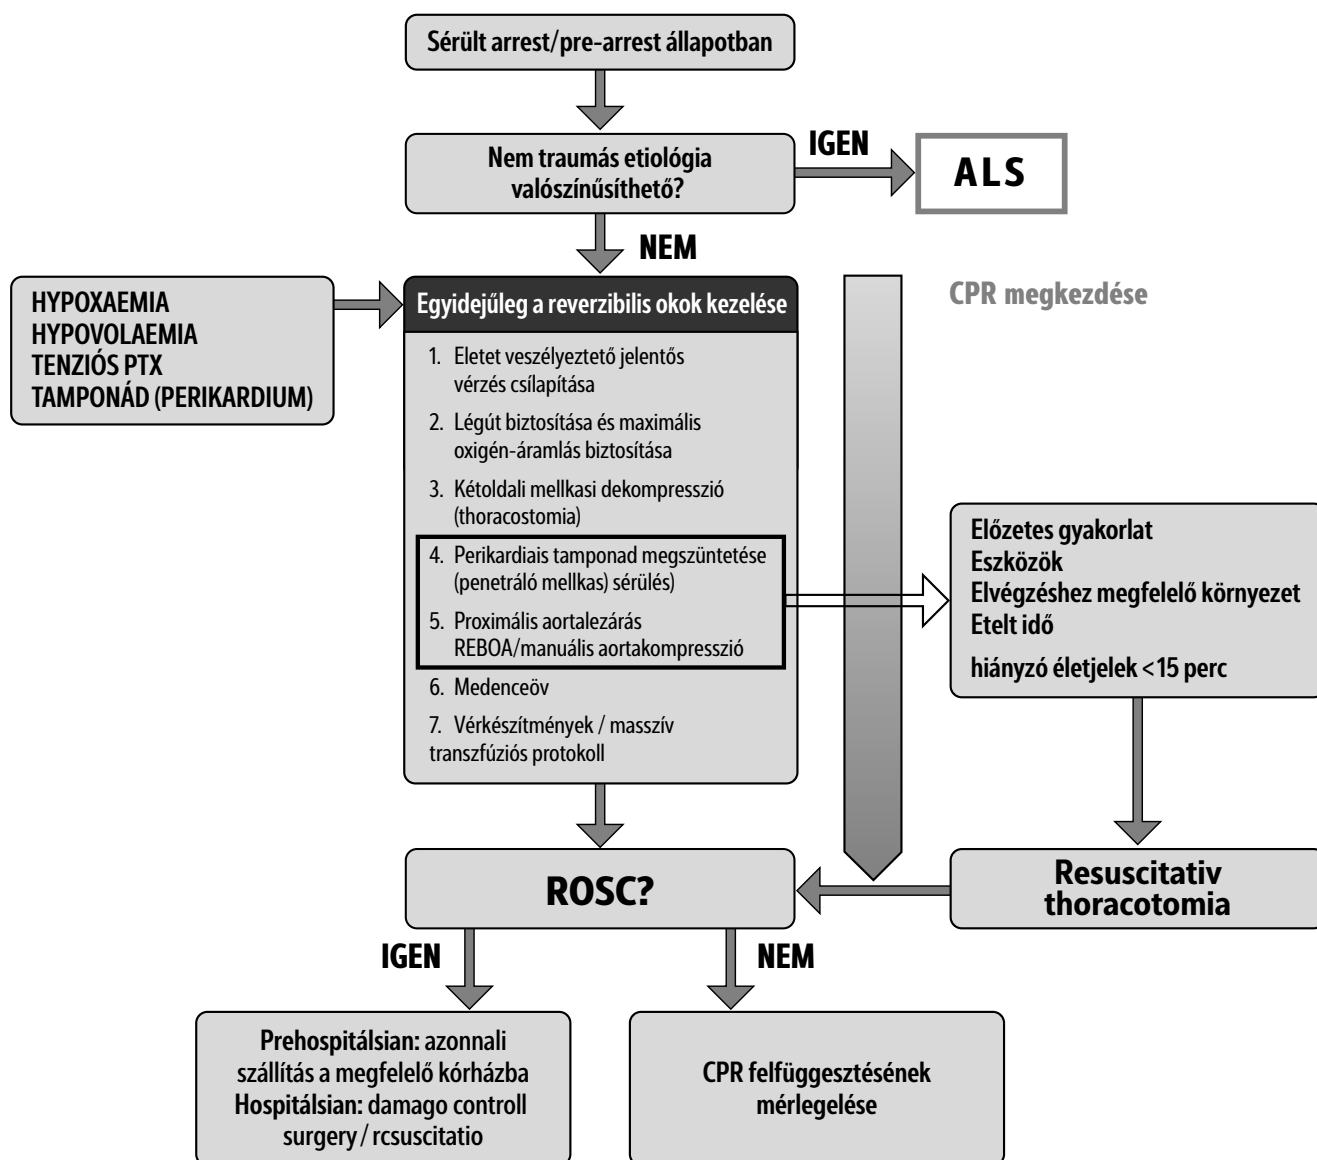 Sérült arrest/pre-arrest állapotban
Nem traumás etiológia
valószínűsíthető?
IGEN
ALS
NEM
HYPOXAEMIA
HYPOVOLAEMIA
TENZIÓS PTX
TAMPONÁD (PERIKARDIUM)
Egyidejűleg a reverzibilis okok kezelése
CPR megkezdése
1. Eletet veszélyeztető jelentős
vérzés csílapítása
2. Légút biztosítása és maximális
oxigén-áramlás biztosítása
3. Kétoldali mellkasi dekompresszió
(thoracostomia)
4. Perikardiais tamponad megszüntetése
(penetráló mellkas) sérülés)
5. Proximális aortalezárás
REBOA/manuális aortakompresszió
6. Medenceöv
7. Vérkészítmények / masszív
transzfúziós protokoll
Előzetes gyakorlat
Eszközök
Elvégzéshez megfelelő környezet
Etelt idő
hiányzó életjelek <15 perc
ROSC?
Resuscitativ
thoracotomia
IGEN
NEM
Prehospitálsian: azonnali
szállítás a megfelelő kórházba
Hospitálsian: damago controll
surgery / rcsuscitatio
CPR felfüggesztésének
mérlegelése